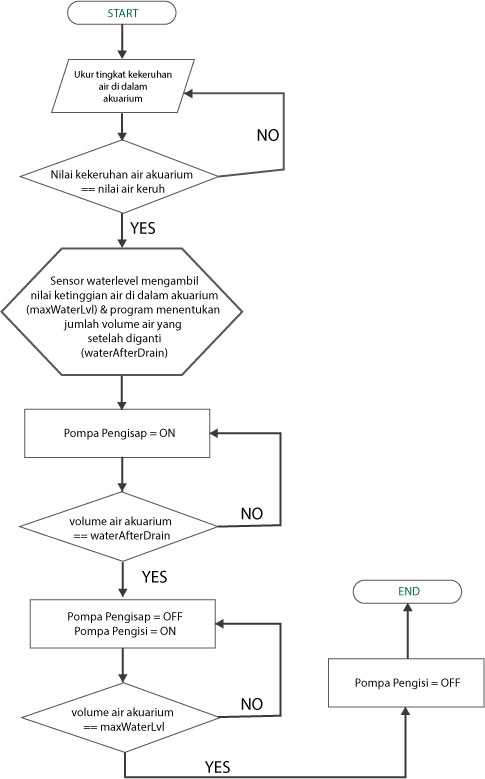 START
Ukur tingkat kekeruhan
air di dalam
akuarium
NO
Nilai kekeruhan air akuarium
== nilai air keruh
YES
Sensor waterlevel mengambil
nilai ketinggian air di dalam akuarium
(maxWaterLvl) & program menentukan
jumlah volume air yang
setelah diganti
(waterAfterDrain)
Pompa Pengisap = ON
volume air akuarium
== waterAfterDrain
NO
YES
Pompa Pengisap = OFF
Pompa Pengisi = ON
volume air akuarium
== maxWaterLvl
NO
YES
Pompa Pengisi = OFF
END